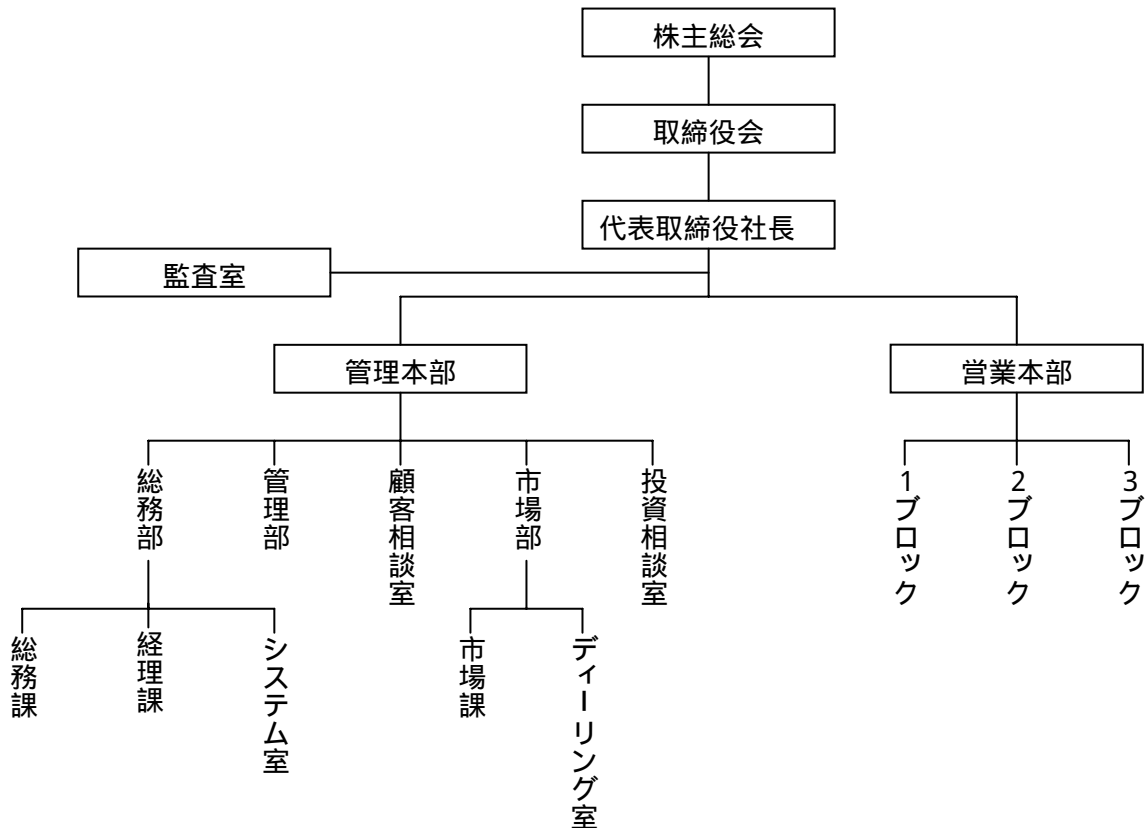 株主総会
取締役会
代表取締役社長
監査室
管理本部
営業本部
総務部
管理部
顧客相談室
市場部
投資相談室
1ブロック
2ブロック
3ブロック
総務課
経理課
システム室
市場課
ディーリング室